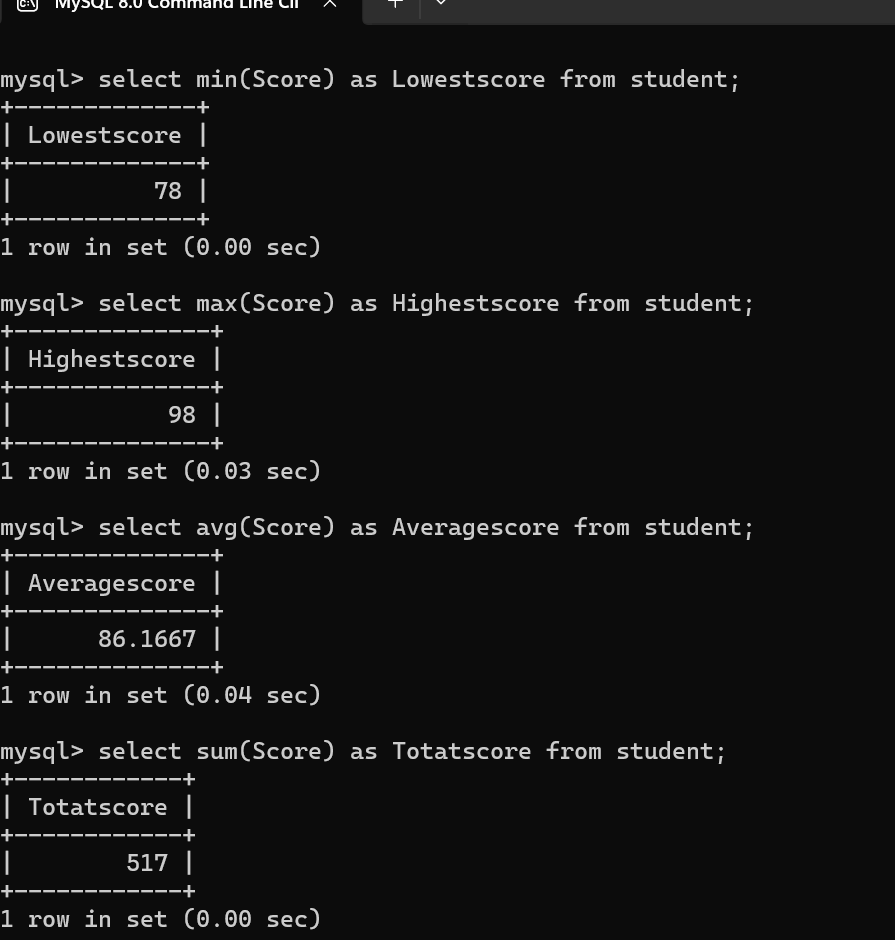 MySQL 8.0 Command Line Cli
mysql> select min(Score) as Lowestscore from student;
+-------------+
| Lowestscore |
+-------------+
|          78 |
+-------------+
1 row in set (0.00 sec)
mysql> select max(Score) as Highestscore from student;
+--------------+
| Highestscore |
+--------------+
|           98 |
+--------------+
1 row in set (0.03 sec)
mysql> select avg(Score) as Averagescore from student;
+--------------+
| Averagescore |
+--------------+
|      86.1667 |
+--------------+
1 row in set (0.04 sec)
mysql> select sum(Score) as Totatscore from student;
+------------+
| Totatscore |
+------------+
|        517 |
+------------+
1 row in set (0.00 sec)